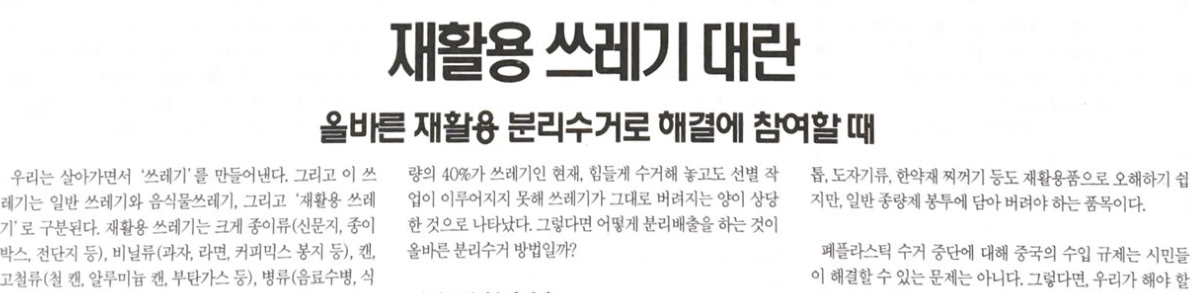 재활용 쓰레기 대란
올바른 재활용 분리수거로 해결에 참여할 때
우리는 살아가면서 ‘쓰레기’를 만들어낸다. 그리고 이 쓰
레기는 일반 쓰레기와 음식물쓰레기, 그리고 ‘재활용 쓰레
기’로 구분된다. 재활용 쓰레기는 크게 종이류(신문지, 종이
박스, 전단지 등), 비닐류(과자, 라면, 커피믹스 봉지 등), 캔,
고철류(철 캔, 알루미늄 캔, 부탄가스 등), 병류(음료수병, 식
량의 40%가 쓰레기인 현재, 힘들게 수거해 놓고도 선별 작
업이 이루어지지 못해 쓰레기가 그대로 버려지는 양이 상당
한 것으로 나타났다. 그렇다면 어떻게 분리배출을 하는 것이
올바른 분리수거 방법일까?
톱, 도자기류, 한약재 찌꺼기 등도 재활용품으로 오해하기 쉽
지만, 일반 종량제 봉투에 담아 버려야 하는 품목이다.
폐플라스틱 수거 중단에 대해 중국의 수입 규제는 시민들
이 해결할 수 있는 문제는 아니다. 그렇다면, 우리가 해야 할